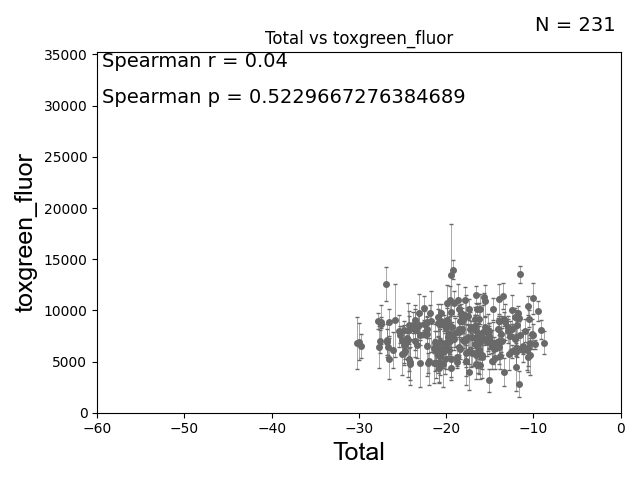 N = 231
Total vs toxgreen_fluor
Spearman r = 0.04
Spearman p = 0.5229667276384689
35000
30000
25000
20000
15000
10000
5000
0
toxgreen_fluor
−60
−50
−40
−30
−20
−10
0
Total